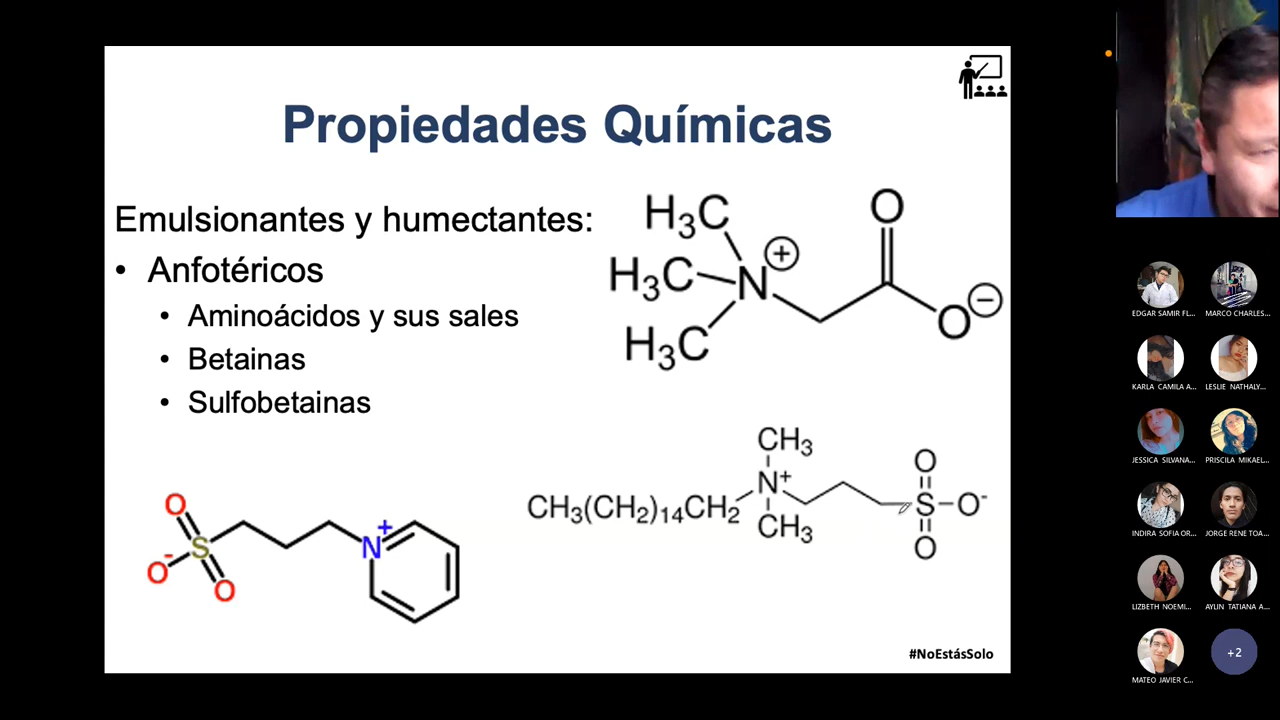 Propiedades Químicas
Emulsionantes y humectantes:
• Anfotéricos
• Aminoácidos y sus sales
• Betainas
• Sulfobetainas
H₃C
H₃C
H₃C
N
+
O
O
−
CH₃
CH₃(CH₂)₁₄CH₂
N⁺
CH₃
O
S
O⁻
O
O
S
O⁻
O
N
+
#NoEstásSolo
EDGAR SAMIR FL...
MARCO CHARLES...
KARLA CAMILA A...
LESLIE NATHALY...
JESSICA SILVANA...
PRISCILA MIKAEL...
INDIRA SOFIA OR...
JORGE RENE TOA...
LIZBETH NOEMI...
AYLIN TATIANA A...
MATEO JAVIER C...
+2